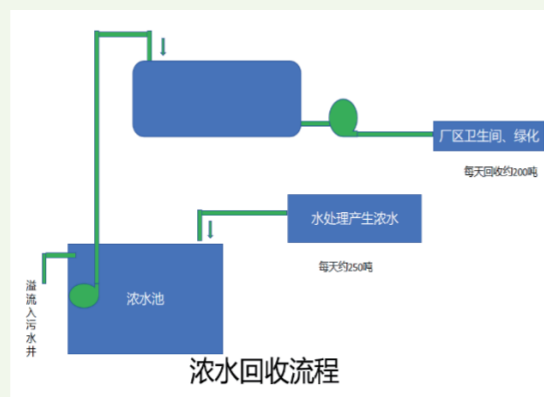 厂区卫生间、绿化
每天回收约200吨
水处理产生浓水
每天约250吨
溢流入污水井
浓水池
浓水回收流程